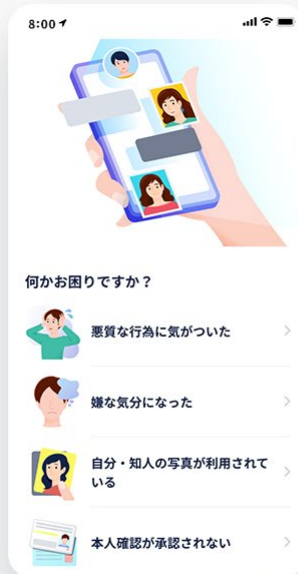 8:00
何かお困りですか？
悪質な行為に気がついた
嫌な気分になった
自分・知人の写真が利用されて
いる
本人確認が承認されない